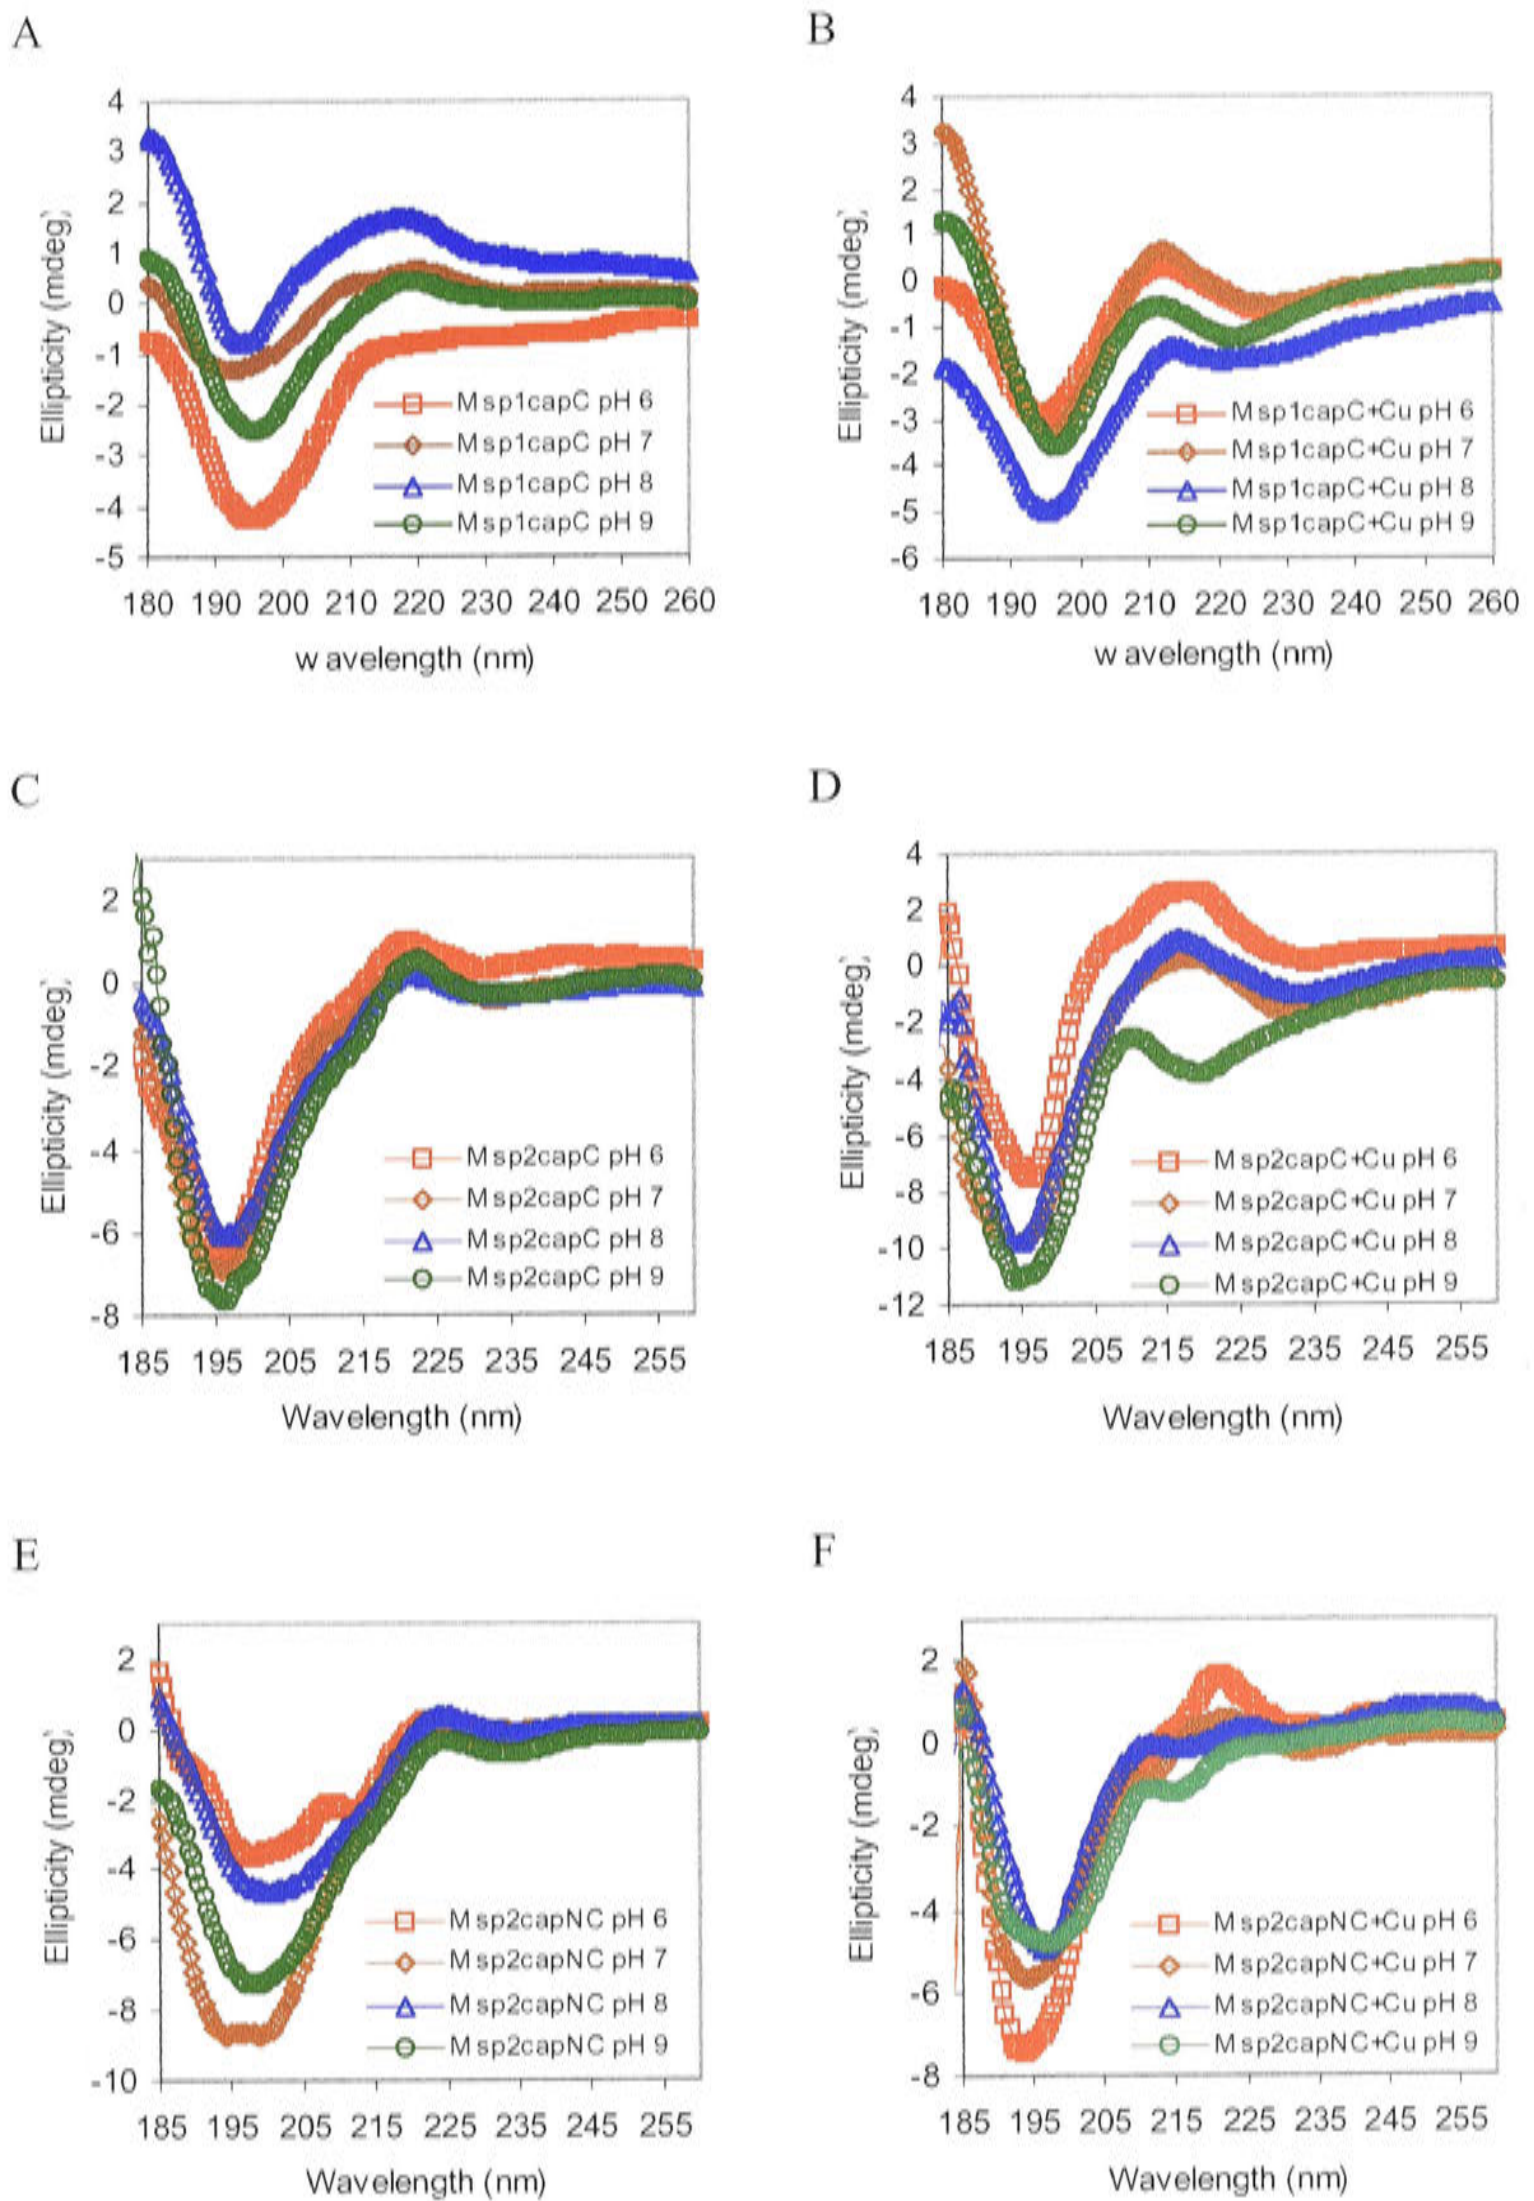 A
Ellipticity (mdeg)
4
3
2
1
0
-1
-2
-3
-4
-5
Msp1capC pH 6
Msp1capC pH 7
Msp1capC pH 8
Msp1capC pH 9
180 190 200 210 220 230 240 250 260
w avelength (nm)
B
Ellipticity (mdeg)
4
3
2
1
0
-1
-2
-3
-4
-5
-6
Msp1capC+Cu pH 6
Msp1capC+Cu pH 7
Msp1capC+Cu pH 8
Msp1capC+Cu pH 9
180 190 200 210 220 230 240 250 260
w avelength (nm)
C
Ellipticity (mdeg)
2
0
-2
-4
-6
-8
Msp2capC pH 6
Msp2capC pH 7
Msp2capC pH 8
Msp2capC pH 9
185 195 205 215 225 235 245 255
Wavelength (nm)
D
Ellipticity (mdeg)
4
2
0
-2
-4
-6
-8
-10
-12
Msp2capC+Cu pH 6
Msp2capC+Cu pH 7
Msp2capC+Cu pH 8
Msp2capC+Cu pH 9
185 195 205 215 225 235 245 255
Wavelength (nm)
E
Ellipticity (mdeg)
2
0
-2
-4
-6
-8
-10
Msp2capNC pH 6
Msp2capNC pH 7
Msp2capNC pH 8
Msp2capNC pH 9
185 195 205 215 225 235 245 255
Wavelength (nm)
F
Ellipticity (mdeg)
2
0
-2
-4
-6
-8
Msp2capNC+Cu pH 6
Msp2capNC+Cu pH 7
Msp2capNC+Cu pH 8
Msp2capNC+Cu pH 9
185 195 205 215 225 235 245 255
Wavelength (nm)